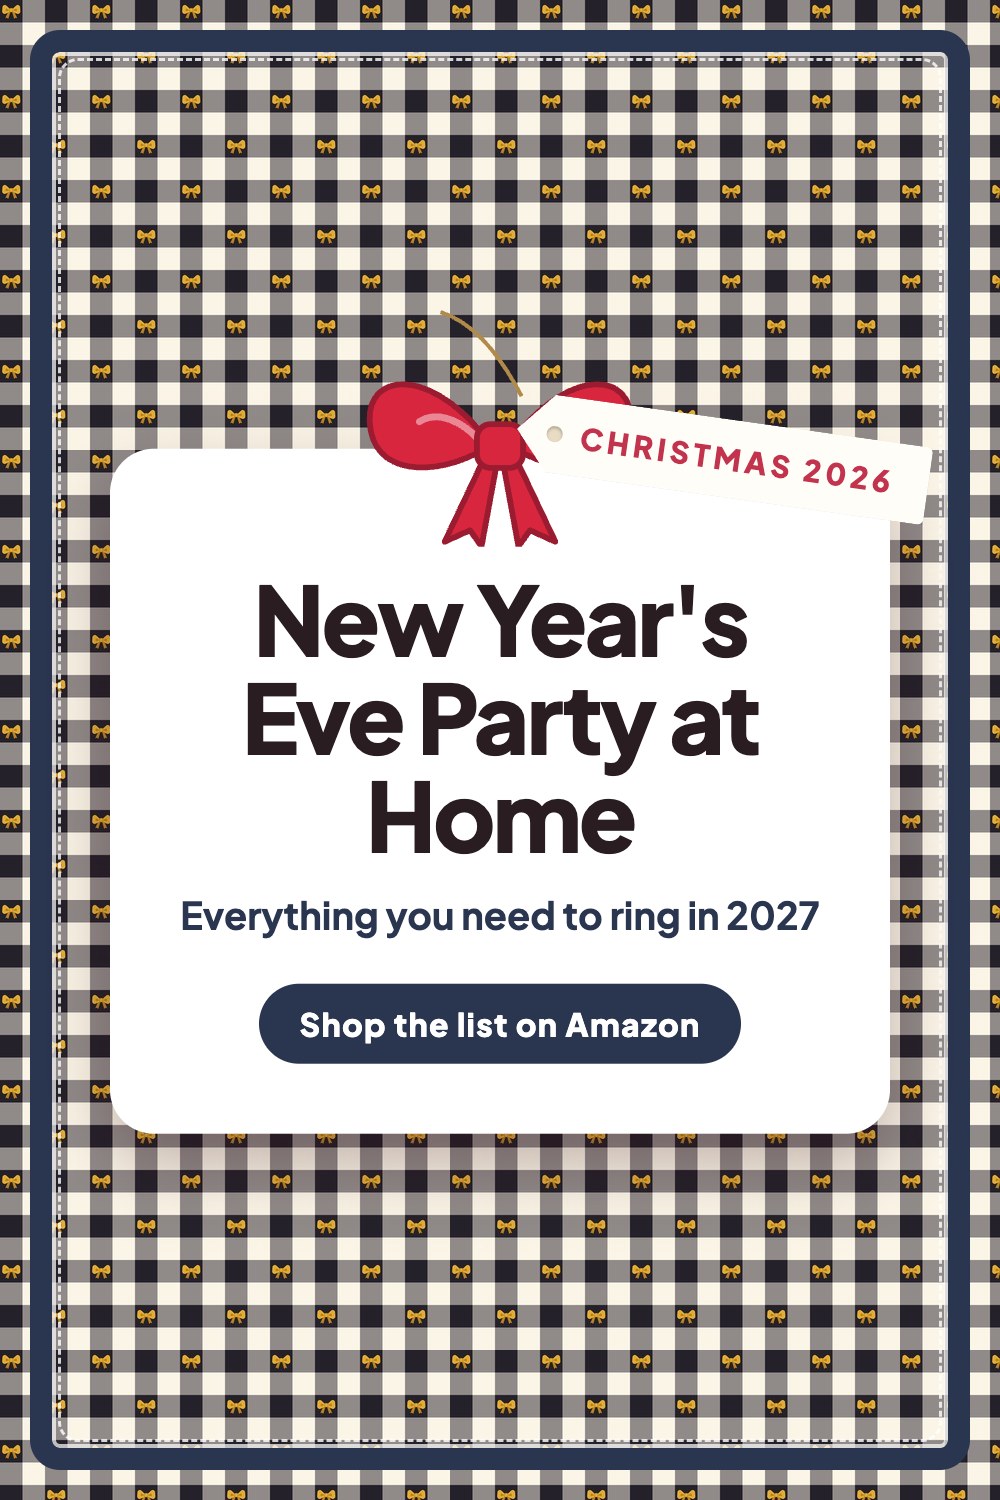 CHRISTMAS 2026
New Year's
Eve Party at
Home
Everything you need to ring in 2027
Shop the list on Amazon